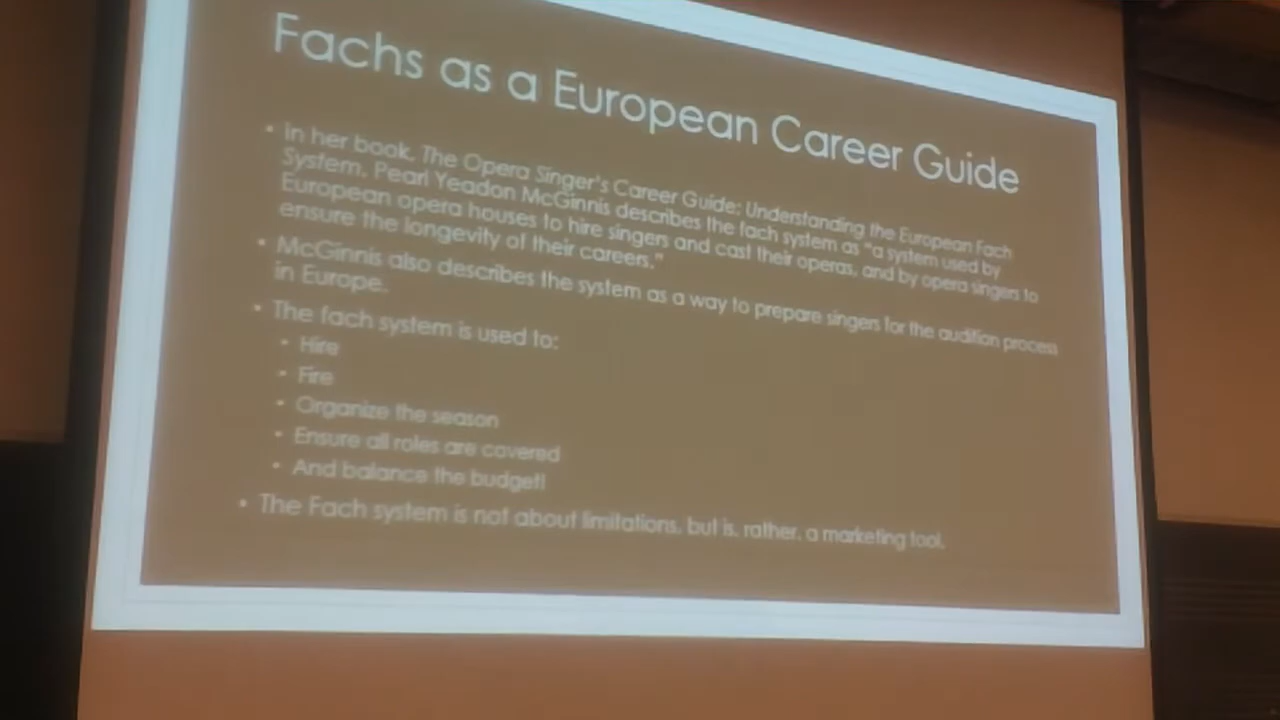 Fachs as a European Career Guide
• In her book, The Opera Singer's Career Guide: Understanding the European Fach
System, Pearl Yeadon McGinnis describes the fach system as "a system used by
European opera houses to hire singers and cast their operas, and by opera singers to
ensure the longevity of their careers."
• McGinnis also describes the system as a way to prepare singers for the audition process
in Europe.
• The fach system is used to:
• Hire
• Fire
• Organize the season
• Ensure all roles are covered
• And balance the budget!
• The Fach system is not about limitations, but is, rather, a marketing tool.